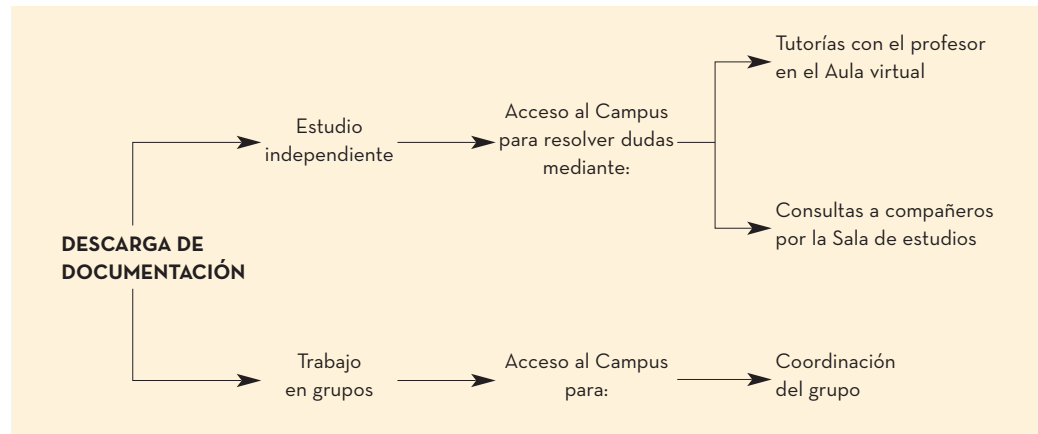 Tutorías con el profesor
en el Aula virtual
Acceso al Campus
para resolver dudas
mediante:
Estudio
independiente
Consultas a compañeros
por la Sala de estudios
DESCARGA DE
DOCUMENTACIÓN
Trabajo
en grupos
Acceso al Campus
para:
Coordinación
del grupo